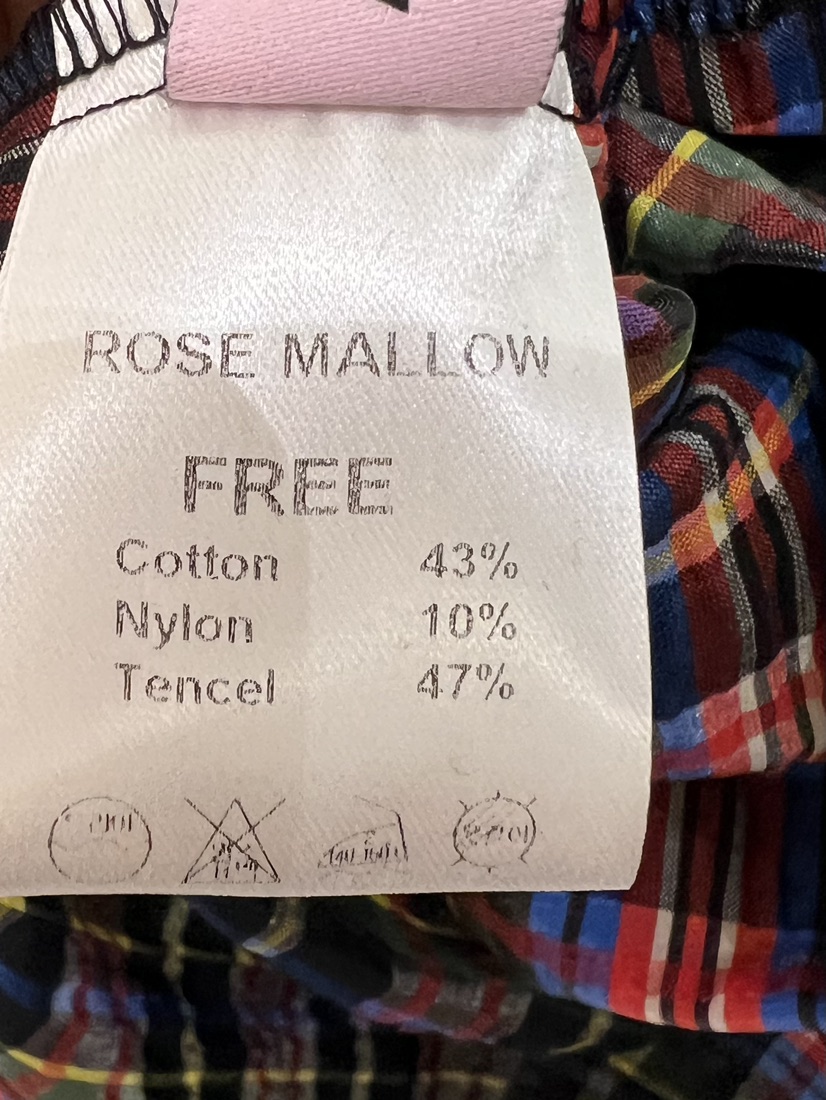 ROSE MALLOW
FREE
Cotton 43%
Nylon 10%
Tencel 47%